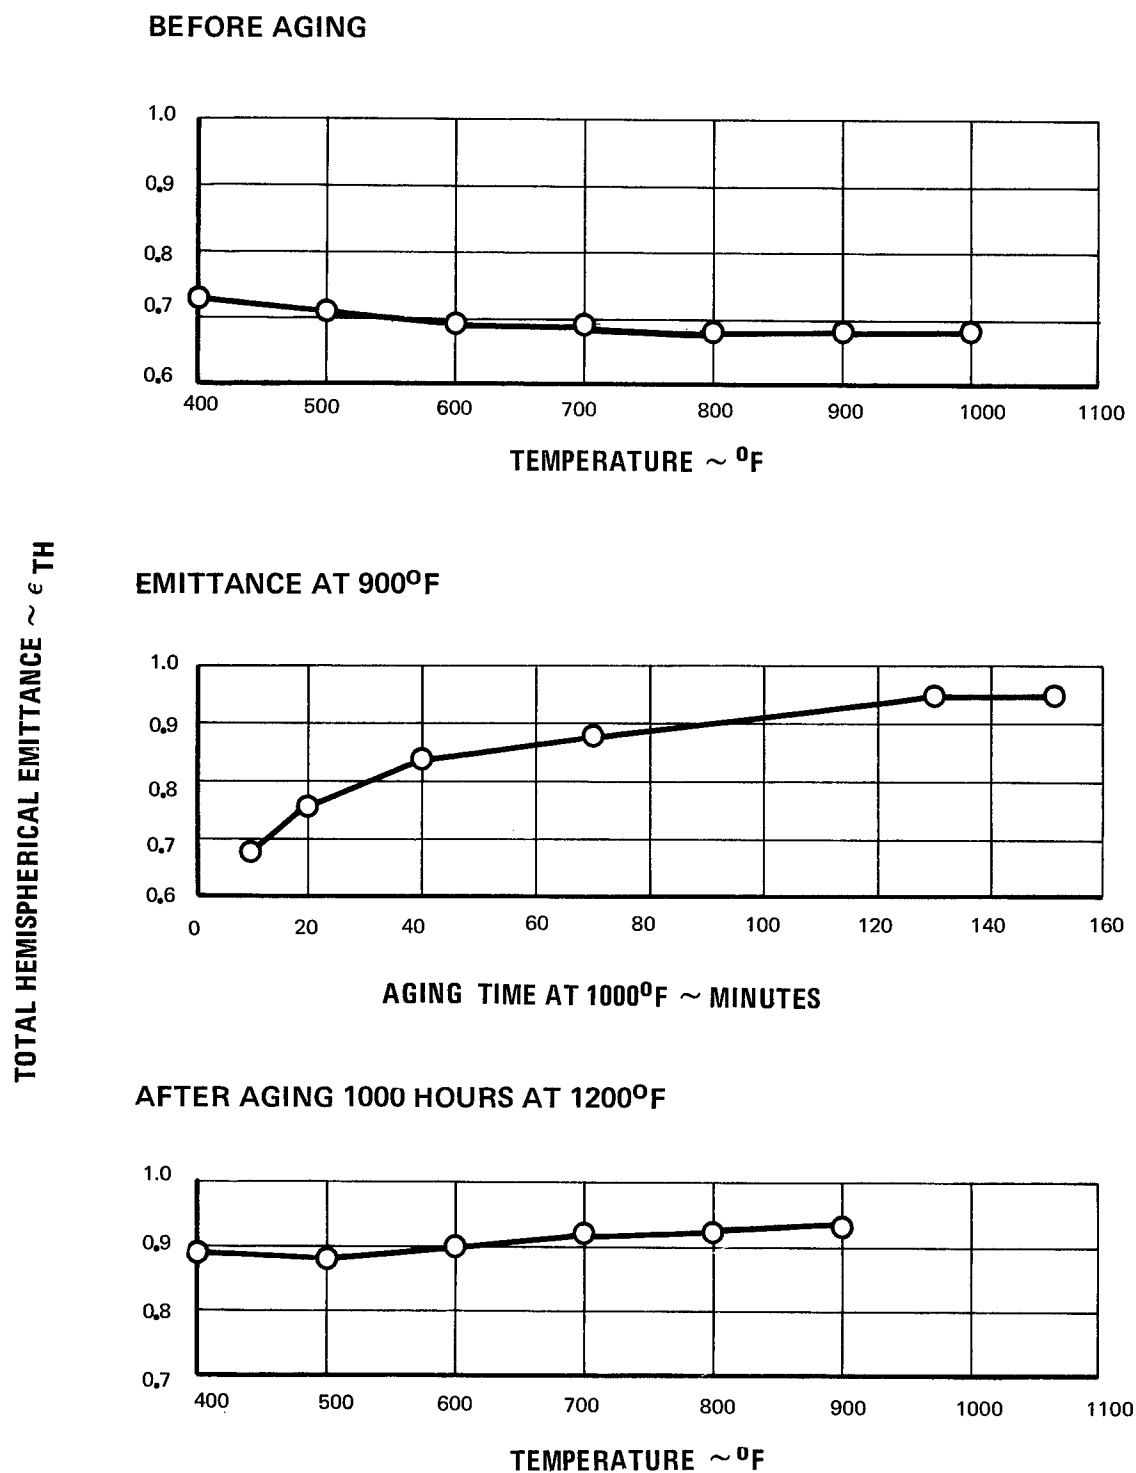 BEFORE AGING
1.0
0.9
0.8
0.7
0.6
400 500 600 700 800 900 1000 1100
TEMPERATURE ~ °F
TOTAL HEMISPHERICAL EMITTANCE ~ ϵ TH
EMITTANCE AT 900°F
1.0
0.9
0.8
0.7
0.6
0 20 40 60 80 100 120 140 160
AGING TIME AT 1000°F ~ MINUTES
AFTER AGING 1000 HOURS AT 1200°F
1.0
0.9
0.8
0.7
400 500 600 700 800 900 1000 1100
TEMPERATURE ~ °F